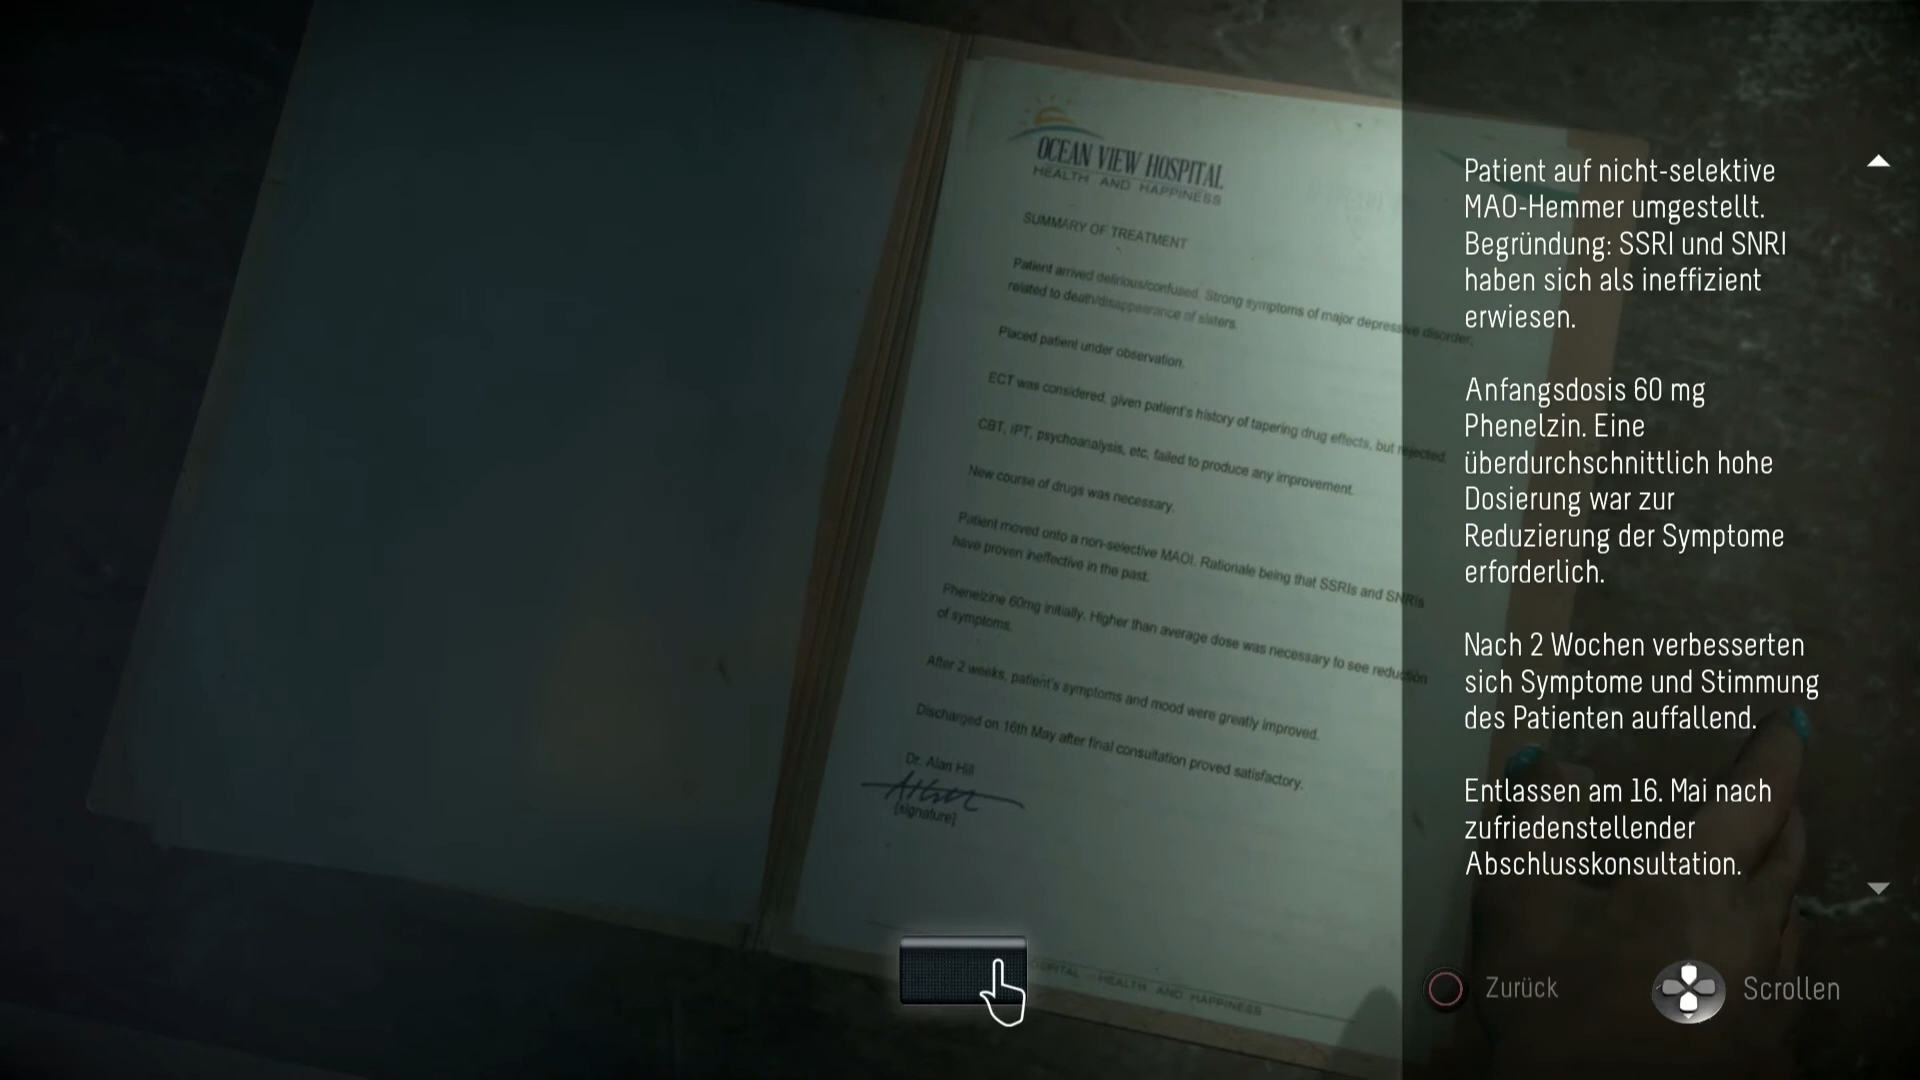 OCEAN VIEW HOSPITAL
HEALTH AND HAPPINESS
SUMMARY OF TREATMENT
Patient arrived delirious/confused. Strong symptoms of major depressive disorder,
related to death/disappearance of sisters.
Placed patient under observation.
ECT was considered, given patient's history of tapering drug effects, but rejected.
CBT, IPT, psychoanalysis, etc, failed to produce any improvement.
New course of drugs was necessary.
Patient moved onto a non-selective MAOI. Rationale being that SSRIs and SNRIs
have proven ineffective in the past.
Phenelzine 60mg initially. Higher than average dose was necessary to see reduction
of symptoms.
After 2 weeks, patient's symptoms and mood were greatly improved.
Discharged on 16th May after final consultation proved satisfactory.
Dr. Alan Hill
[signature]
HEALTH AND HAPPINESS
Patient auf nicht-selektive
MAO-Hemmer umgestellt.
Begründung: SSRI und SNRI
haben sich als ineffizient
erwiesen.
Anfangsdosis 60 mg
Phenelzin. Eine
überdurchschnittlich hohe
Dosierung war zur
Reduzierung der Symptome
erforderlich.
Nach 2 Wochen verbesserten
sich Symptome und Stimmung
des Patienten auffallend.
Entlassen am 16. Mai nach
zufriedenstellender
Abschlusskonsultation.
Zurück
Scrollen